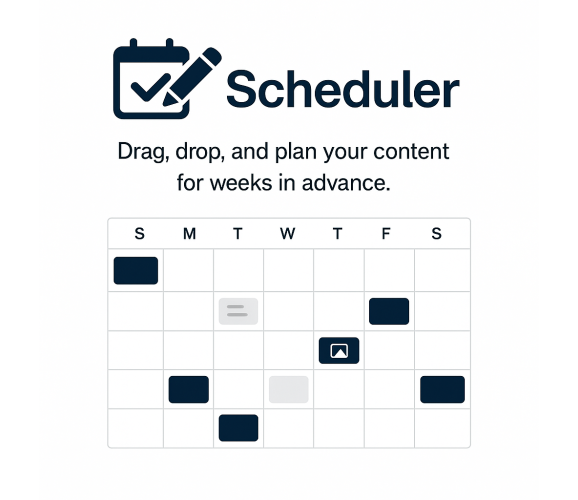 Scheduler
Drag, drop, and plan your content
for weeks in advance.
S M T W T F S